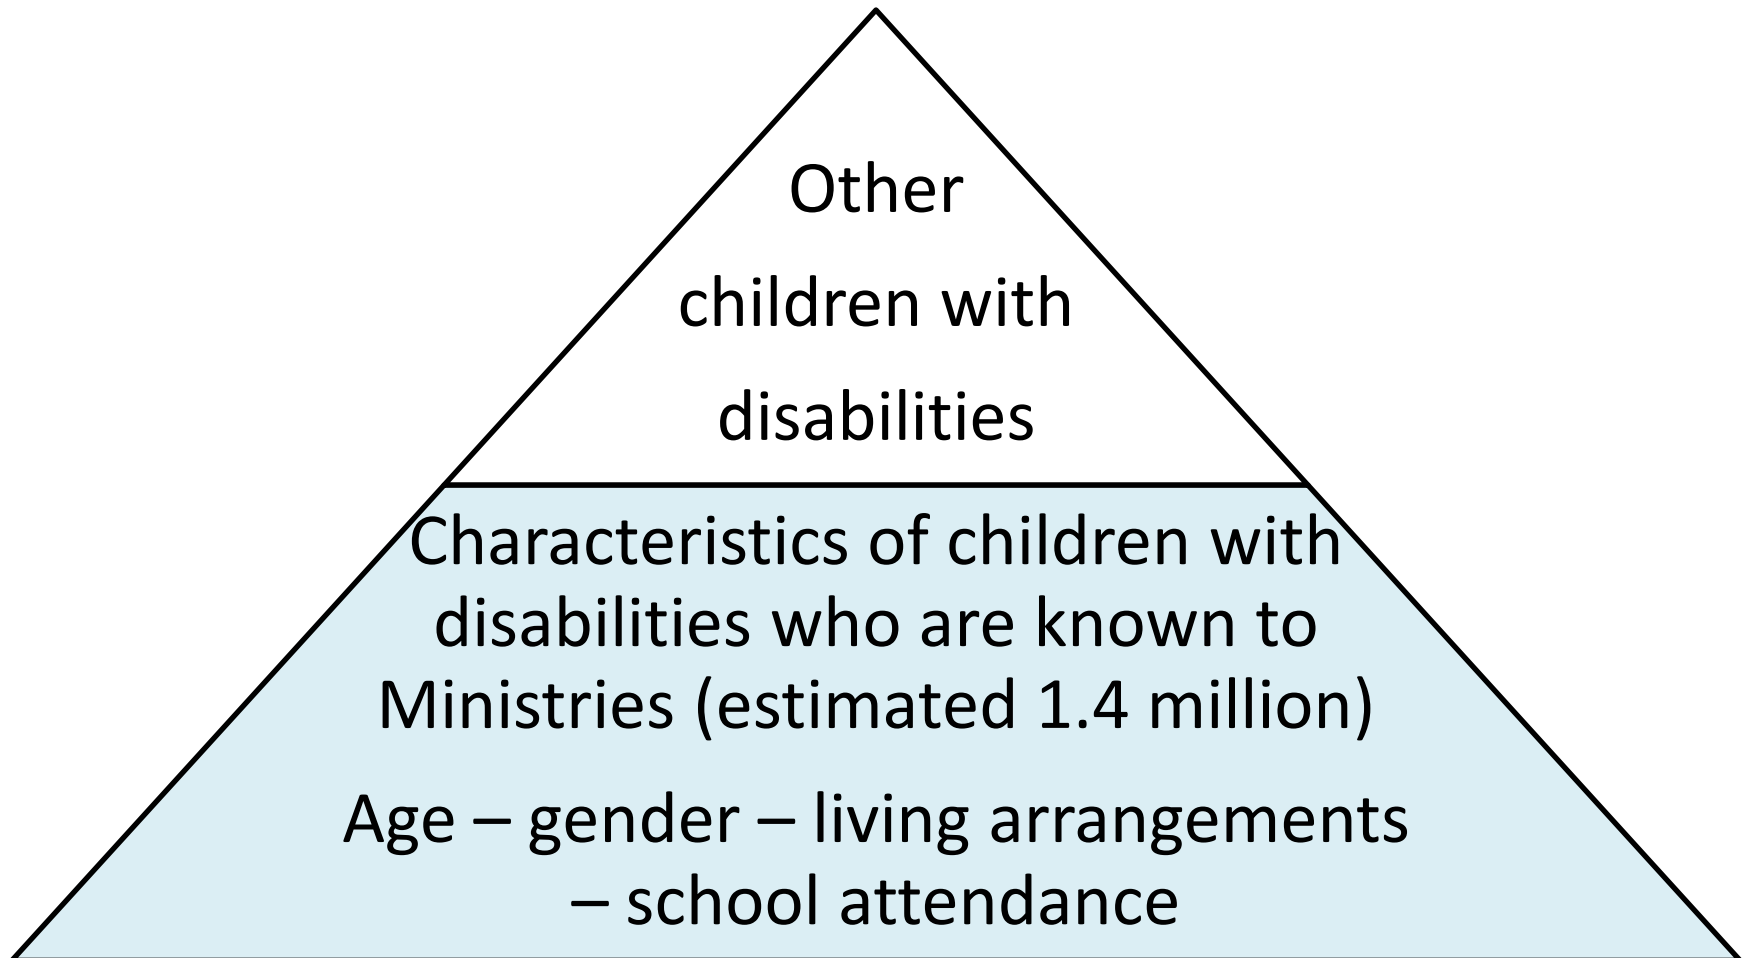 Other
children with
disabilities
Characteristics of children with
disabilities who are known to
Ministries (estimated 1.4 million)
Age – gender – living arrangements
– school attendance